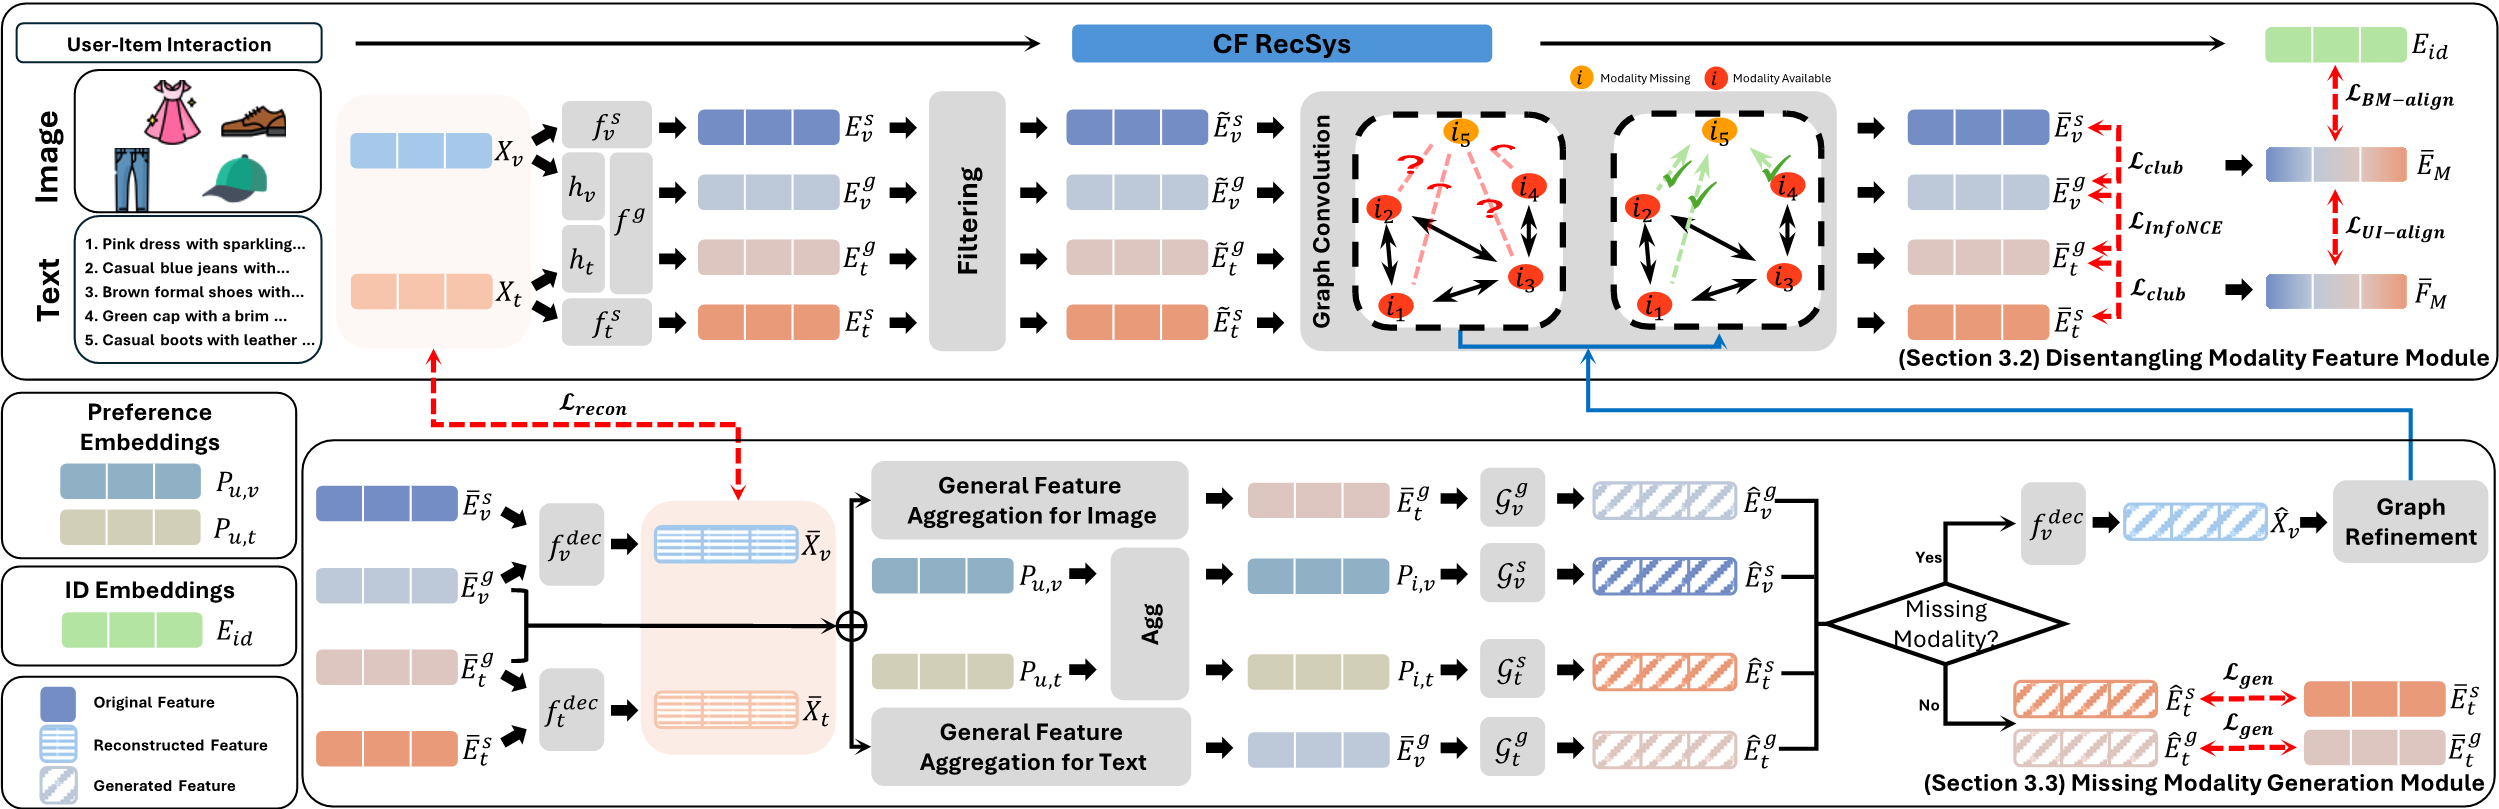 User-Item Interaction
CF RecSys
E_{id}
i Modality Missing
i Modality Available
\mathcal{L}_{BM-align}
Image
Text
1. Pink dress with sparkling...
2. Casual blue jeans with...
3. Brown formal shoes with...
4. Green cap with a brim ...
5. Casual boots with leather ...
X_v
X_t
f_v^s
h_v
f^g
h_t
f_t^s
E_v^s
E_v^g
E_t^g
E_t^s
Filtering
\tilde{E}_v^s
\tilde{E}_v^g
\tilde{E}_t^g
\tilde{E}_t^s
Graph Convolution
i_5
? ? ? ?
i_2
i_4
i_3
i_1
i_5
i_2
i_4
i_3
i_1
\bar{E}_v^s
\bar{E}_v^g
\bar{E}_t^g
\bar{E}_t^s
\mathcal{L}_{club}
\mathcal{L}_{InfoNCE}
\mathcal{L}_{club}
\bar{E}_M
\mathcal{L}_{UI-align}
\bar{F}_M
(Section 3.2) Disentangling Modality Feature Module
\mathcal{L}_{recon}
Preference
Embeddings
P_{u,v}
P_{u,t}
ID Embeddings
E_{id}
Original Feature
Reconstructed Feature
Generated Feature
\bar{E}_v^s
\bar{E}_v^g
\bar{E}_t^g
\bar{E}_t^s
f_v^{dec}
f_t^{dec}
\bar{X}_v
\bar{X}_t
General Feature
Aggregation for Image
P_{u,v}
P_{u,t}
Agg
General Feature
Aggregation for Text
\bar{E}_t^g
P_{i,v}
P_{i,t}
\bar{E}_v^g
\mathcal{G}_v^g
\mathcal{G}_v^s
\mathcal{G}_t^s
\mathcal{G}_t^g
\hat{E}_v^g
\hat{E}_v^s
\hat{E}_t^s
\hat{E}_t^g
Missing
Modality?
Yes
No
f_v^{dec}
\hat{X}_v
Graph
Refinement
\hat{E}_t^s
\mathcal{L}_{gen}
\bar{E}_t^s
\hat{E}_t^g
\mathcal{L}_{gen}
\bar{E}_t^g
(Section 3.3) Missing Modality Generation Module